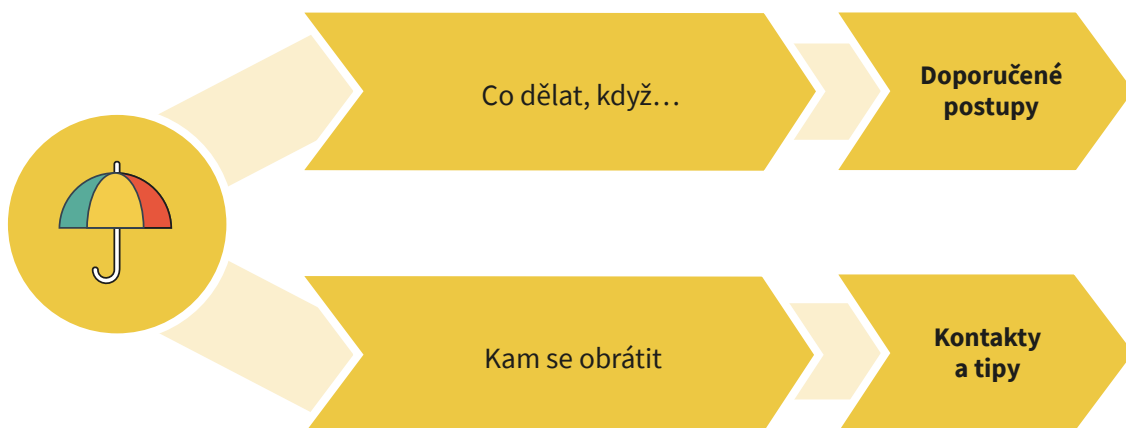 Co dělat, když…
Doporučené
postupy
Kam se obrátit
Kontakty
a tipy